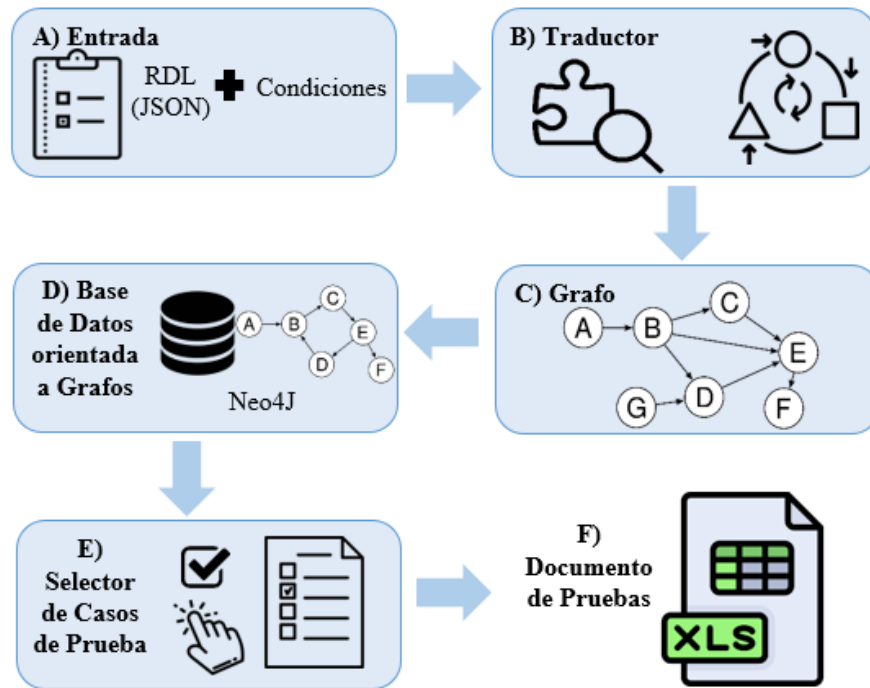 A) Entrada
RDL
(JSON)
Condiciones
B) Traductor
C) Grafo
A
B
C
D
E
F
G
D) Base
de Datos
orientada
a Grafos
A
B
C
D
E
F
Neo4J
E)
Selector
de Casos
de Prueba
F)
Documento
de Pruebas
XLS